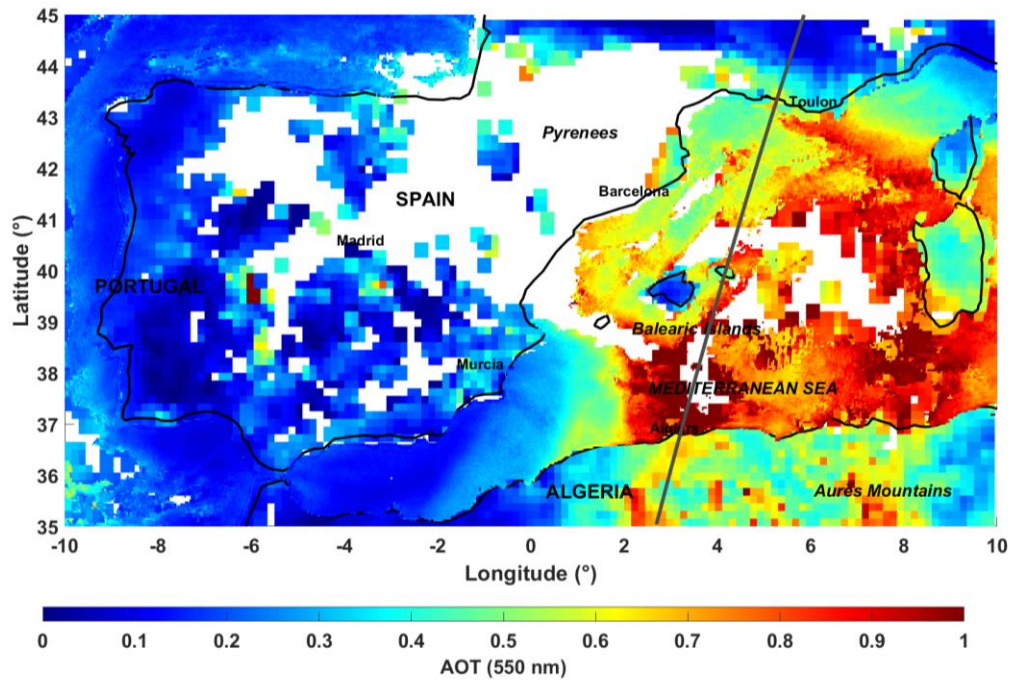 45
44
43
42
41
40
39
38
37
36
35
Latitude (°)
Toulon
Pyrenees
Barcelona
SPAIN
Madrid
PORTUGAL
Balearic Islands
Murcia
MEDITERRANEAN SEA
Algiers
ALGERIA
Aurès Mountains
-10 -8 -6 -4 -2 0 2 4 6 8 10
Longitude (°)
0 0.1 0.2 0.3 0.4 0.5 0.6 0.7 0.8 0.9 1
AOT (550 nm)